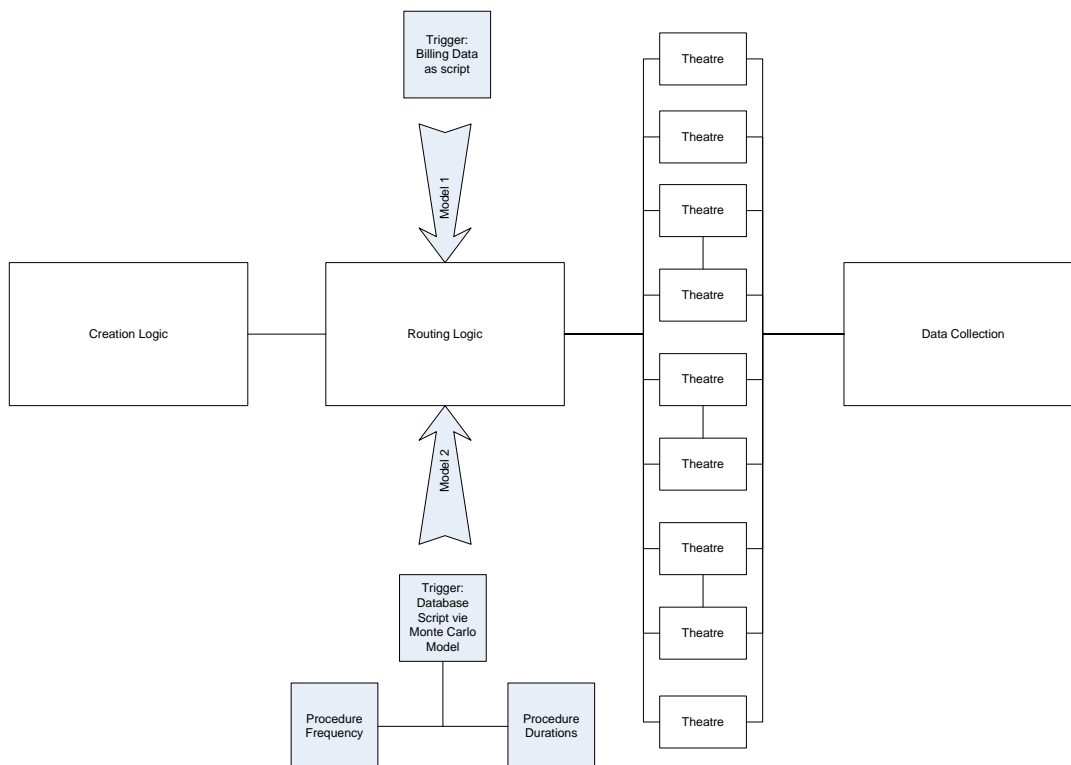 Trigger:
Billing Data
as script
Model 1
Creation Logic
Routing Logic
Model 2
Trigger:
Database
Script vie
Monte Carlo
Model
Procedure
Frequency
Procedure
Durations
Theatre
Theatre
Theatre
Theatre
Theatre
Theatre
Theatre
Theatre
Theatre
Data Collection